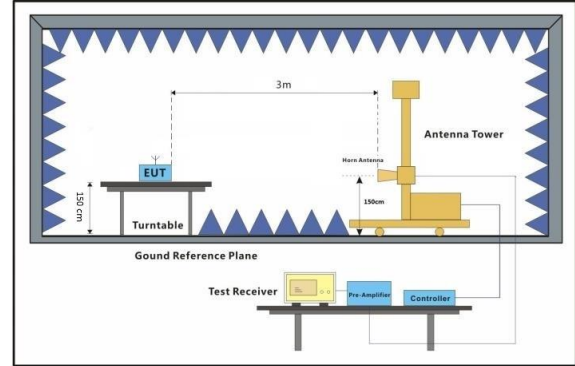 3m
Antenna Tower
Horn Antenna
EUT
150 cm
150cm
Turntable
Gound Reference Plane
Test Receiver
Pre-Amplifier
Controller